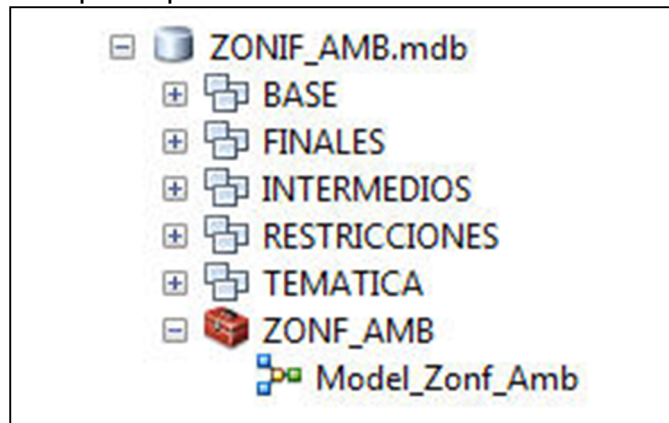 ZONIF_AMB.mdb
BASE
FINALES
INTERMEDIOS
RESTRICCIONES
TEMATICA
ZONF_AMB
Model_Zonf_Amb